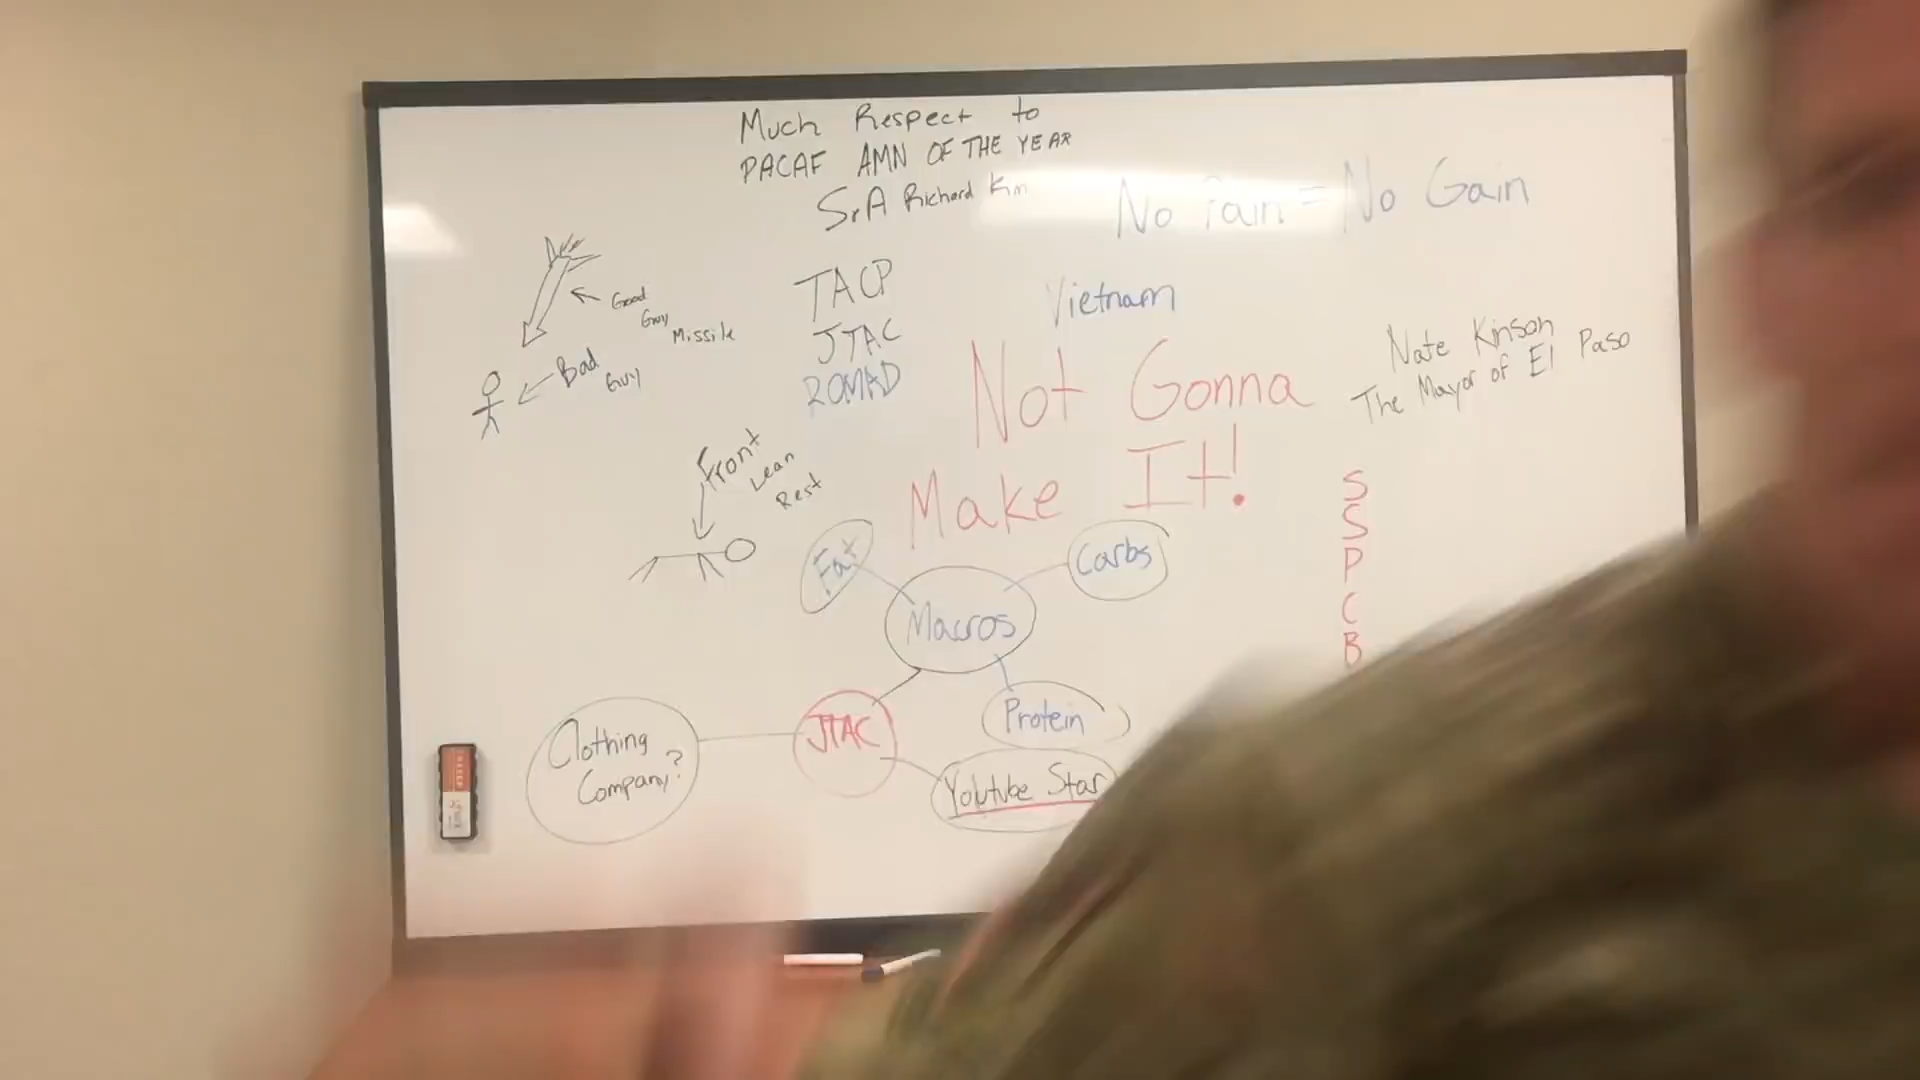 Much Respect to
PACAF AMN OF THE YEAR
SrA Richard Kim
No Pain = No Gain
Good
Guy
Missile
Bad
Guy
TACP
JTAC
ROMAD
Vietnam
Not Gonna
Make It!
Nate Kinson
The Mayor of El Paso
Front
Lean
Rest
S
S
P
C
B
Fat
Carbs
Macros
Protein
JTAC
Clothing
Company?
Youtube Star